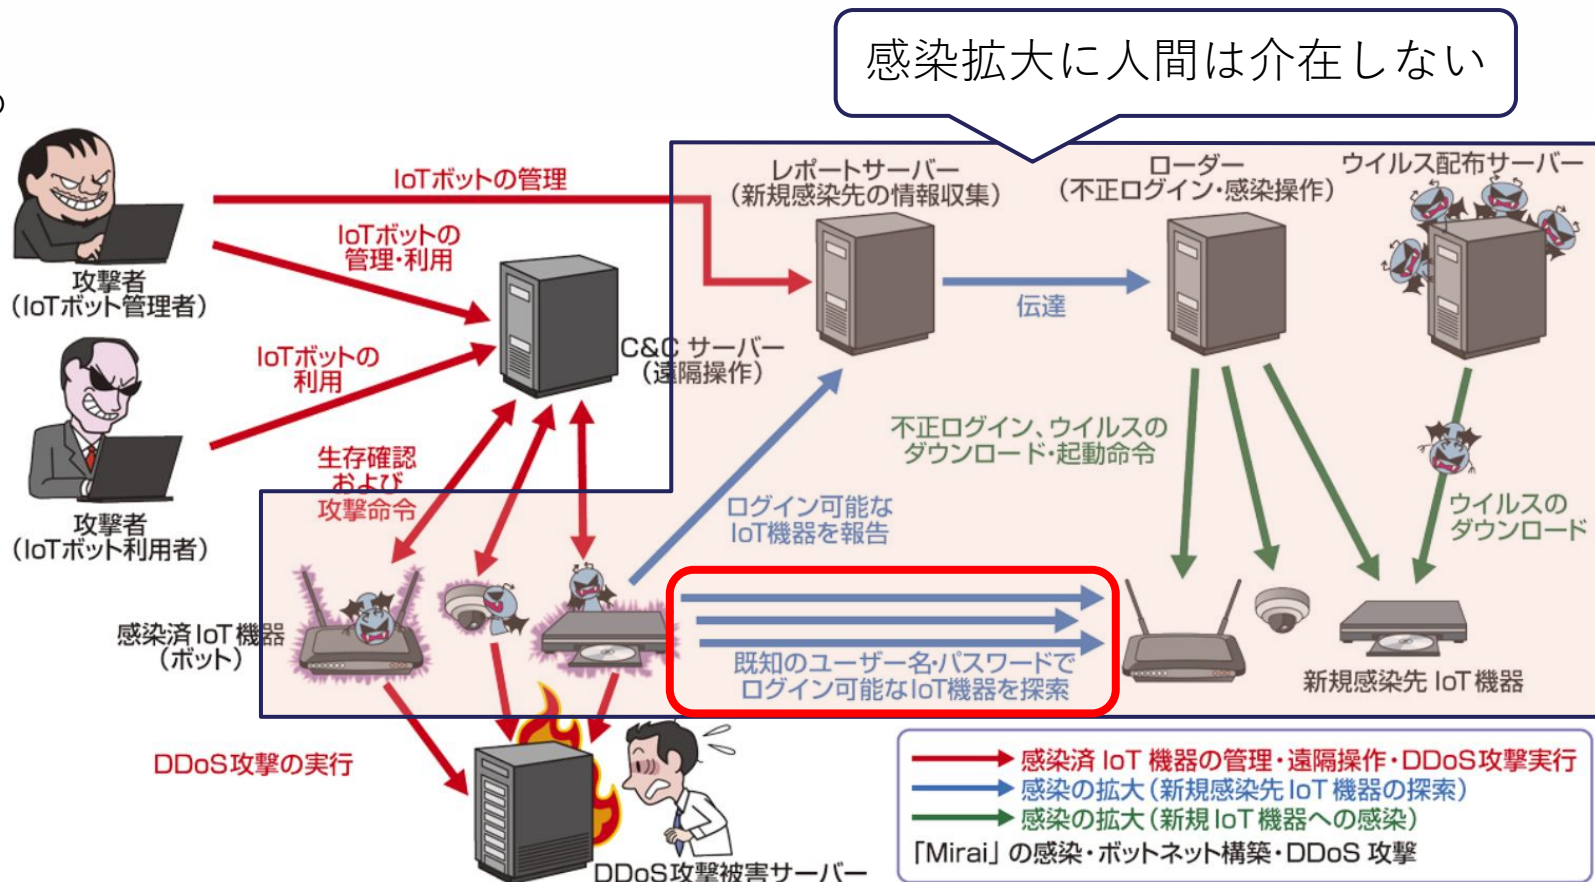 感染拡大に人間は介在しない
の
IoTボットの管理
レポートサーバー
(新規感染先の情報収集)
ローダー
(不正ログイン・感染操作)
ウイルス配布サーバー
IoTボットの
管理・利用
攻撃者
(IoTボット管理者)
伝達
C&C サーバー
(遠隔操作)
IoTボットの
利用
不正ログイン、ウイルスの
ダウンロード・起動命令
生存確認
および
攻撃命令
ログイン可能な
IoT機器を報告
ウイルスの
ダウンロード
攻撃者
(IoTボット利用者)
感染済IoT機器
(ボット)
既知のユーザー名・パスワードで
ログイン可能なIoT機器を探索
新規感染先 IoT機器
DDoS攻撃の実行
DDoS攻撃被害サーバー
感染済 IoT 機器の管理・遠隔操作・DDoS攻撃実行
感染の拡大(新規感染先 IoT 機器の探索)
感染の拡大(新規 IoT 機器への感染)
「Mirai」の感染・ボットネット構築・DDoS 攻撃